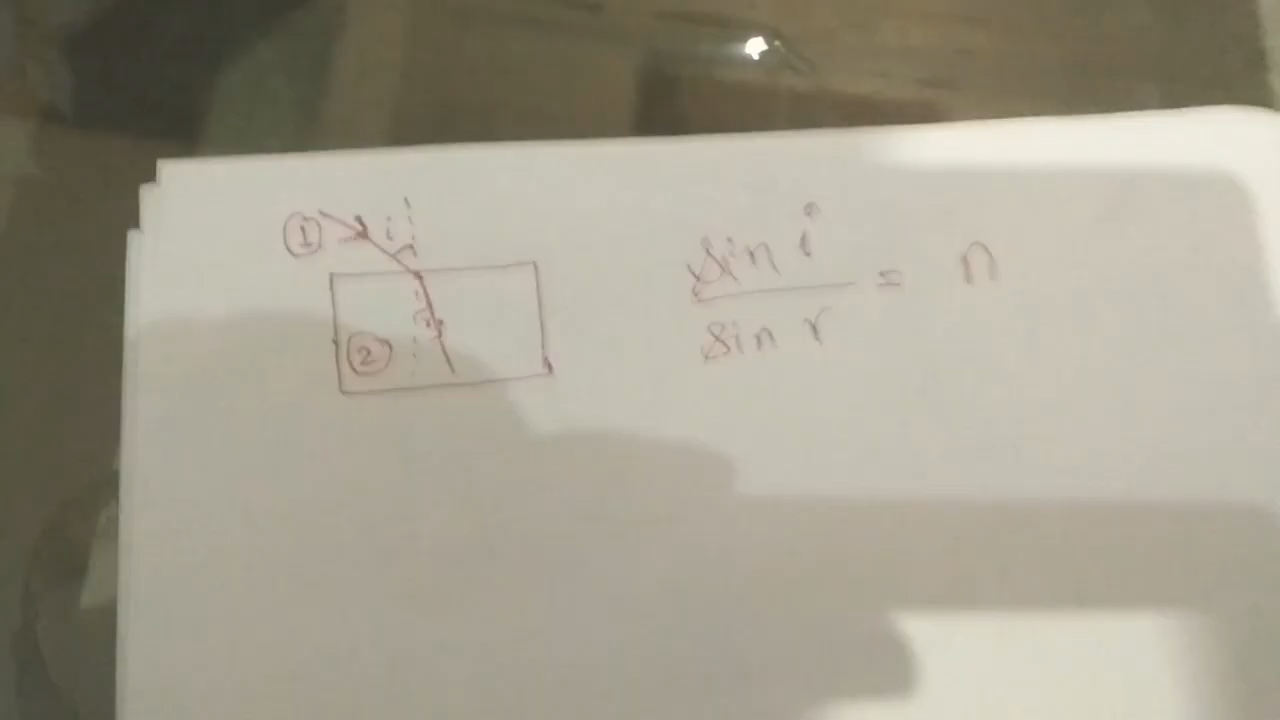 ① i
② r
sin i
sin r
= n